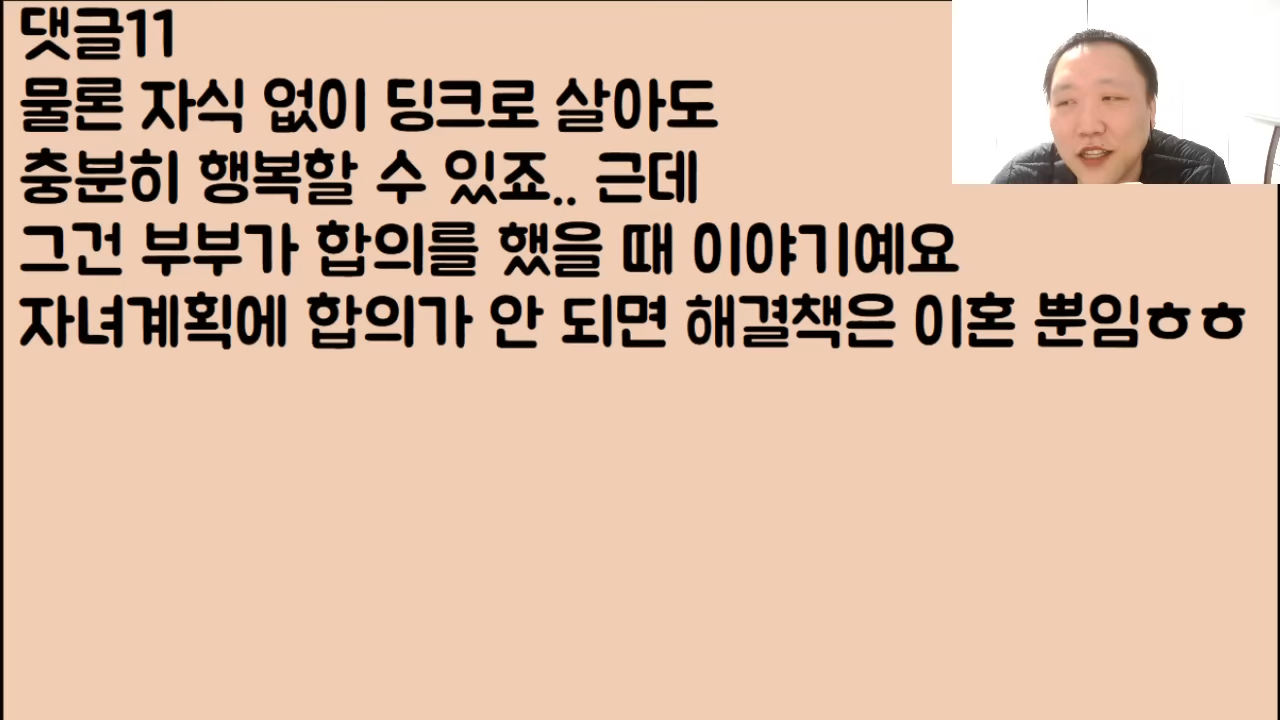 댓글11
물론 자식 없이 딩크로 살아도
충분히 행복할 수 있죠.. 근데
그건 부부가 합의를 했을 때 이야기예요
자녀계획에 합의가 안 되면 해결책은 이혼 뿐임ㅎㅎ